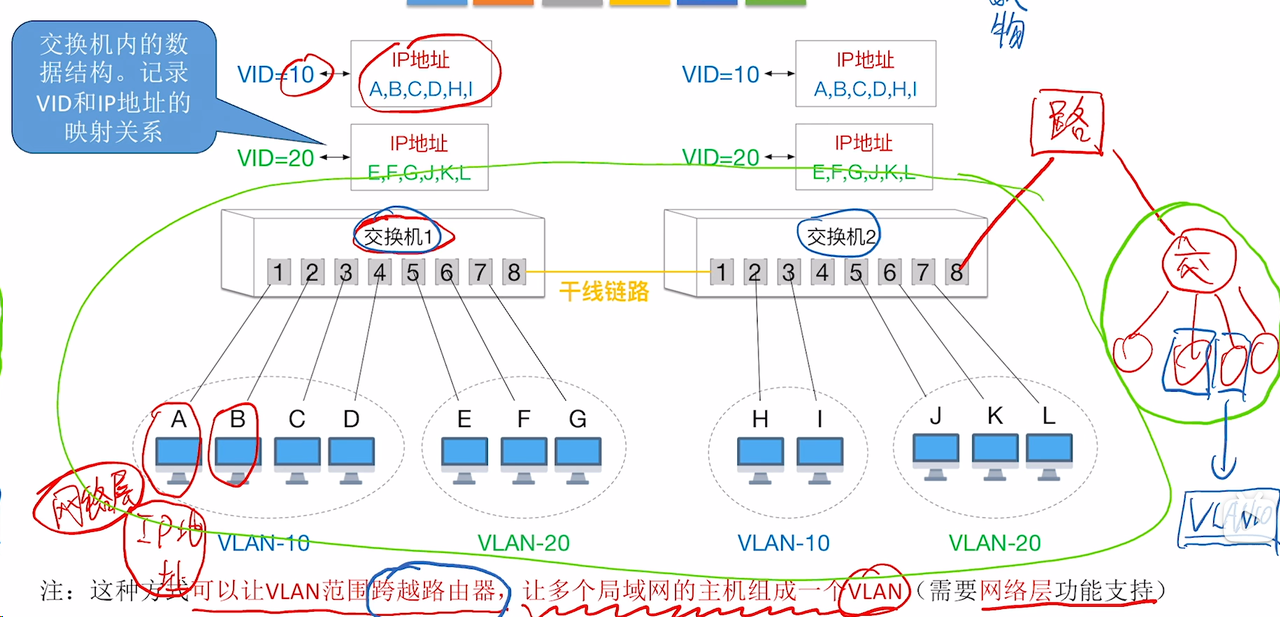 交换机内的数
据结构。记录
VID和IP地址的
映射关系
VID=10
IP地址
A,B,C,D,H,I
VID=10
IP地址
A,B,C,D,H,I
物
VID=20
IP地址
E,F,G,J,K,L
VID=20
IP地址
E,F,G,J,K,L
路
交换机1
1 2 3 4 5 6 7 8
干线链路
交换机2
1 2 3 4 5 6 7 8
交
A B C D
E F G
H I
J K L
网络层
IP地
址
VLAN-10
VLAN-20
VLAN-10
VLAN-20
注：这种方式可以让VLAN范围跨越路由器，让多个局域网的主机组成一个VLAN（需要网络层功能支持）